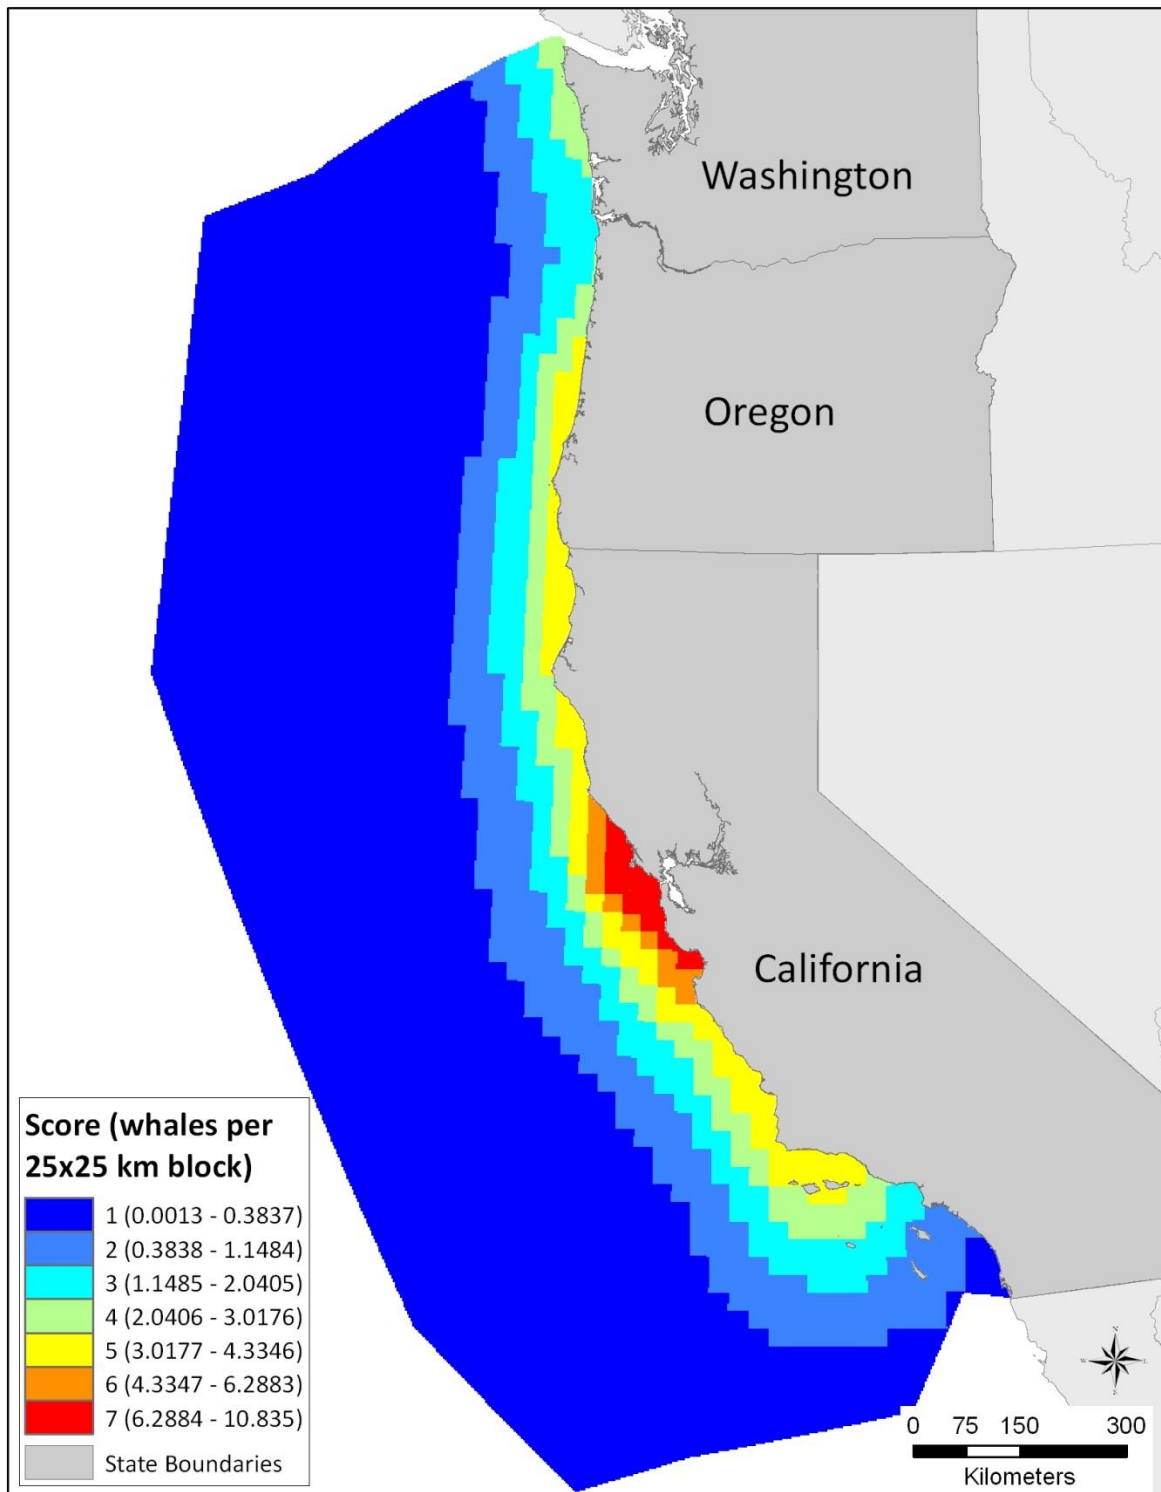 Washington
Oregon
California
Score (whales per
25x25 km block)
1 (0.0013 - 0.3837)
2 (0.3838 - 1.1484)
3 (1.1485 - 2.0405)
4 (2.0406 - 3.0176)
5 (3.0177 - 4.3346)
6 (4.3347 - 6.2883)
7 (6.2884 - 10.835)
State Boundaries
N
W E
S
0 75 150 300
Kilometers